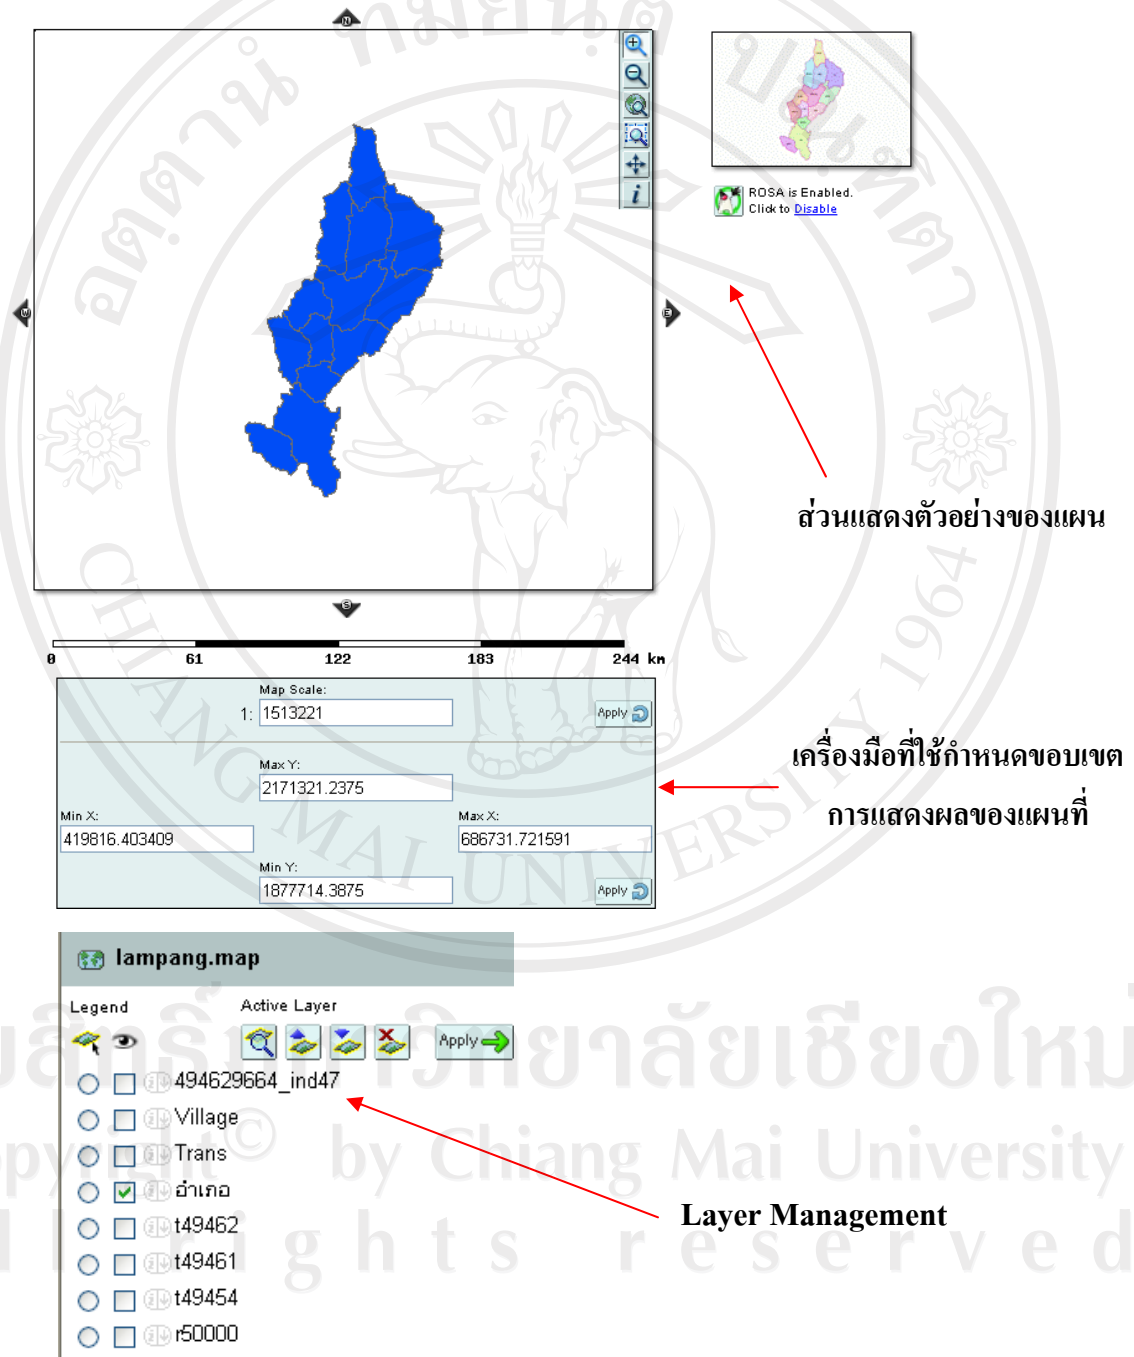 N
W
E
S
ROSA is Enabled.
Click to Disable
ส่วนแสดงตัวอย่างของแผน
0 61 122 183 244 km
Map Scale:
1: 1513221 Apply
Max Y:
2171321.2375
Min X: Max X:
419816.403409 686731.721591
Min Y:
1877714.3875 Apply
เครื่องมือที่ใช้กำหนดขอบเขต
การแสดงผลของแผนที่
lampang.map
Legend Active Layer
Apply
494629664_ind47
Village
Trans
อำเภอ
t49462
t49461
t49454
r50000
Layer Management
CHIANG MAI UNIVERSITY 1964
Copyright© by Chiang Mai University
All rights reserved